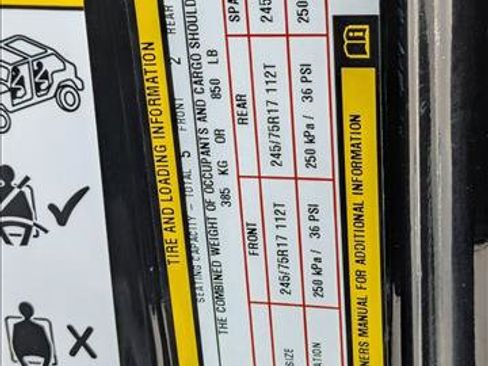 TIRE AND LOADING INFORMATION
SEATING CAPACITY - TOTAL 5 FRONT 2 REAR
THE COMBINED WEIGHT OF OCCUPANTS AND CARGO SHOULD
385 KG OR 850 LB
FRONT REAR SPA
SIZE 245/75R17 112T 245/75R17 112T 245
ATION 250 kPa / 36 PSI 250 kPa / 36 PSI 250
NERS MANUAL FOR ADDITIONAL INFORMATION